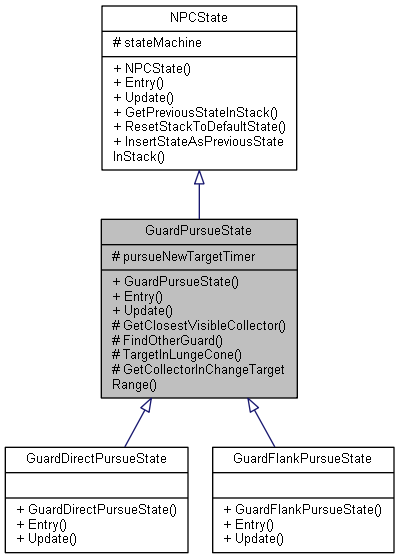 NPCState
# stateMachine
+ NPCState()
+ Entry()
+ Update()
+ GetPreviousStateInStack()
+ ResetStackToDefaultState()
+ InsertStateAsPreviousState
InStack()
GuardPursueState
# pursueNewTargetTimer
+ GuardPursueState()
+ Entry()
+ Update()
# GetClosestVisibleCollector()
# FindOtherGuard()
# TargetInLungeCone()
# GetCollectorInChangeTarget
Range()
GuardDirectPursueState
+ GuardDirectPursueState()
+ Entry()
+ Update()
GuardFlankPursueState
+ GuardFlankPursueState()
+ Entry()
+ Update()